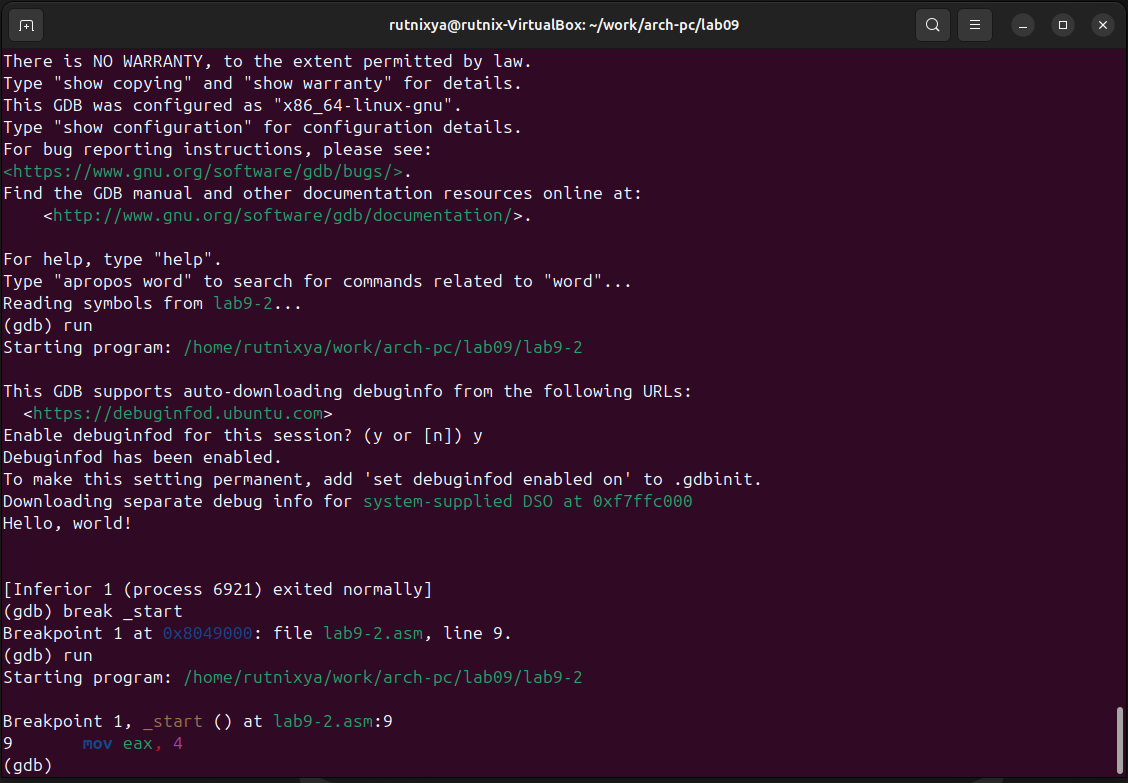 rutnixya@rutnix-VirtualBox: ~/work/arch-pc/lab09
There is NO WARRANTY, to the extent permitted by law.
Type "show copying" and "show warranty" for details.
This GDB was configured as "x86_64-linux-gnu".
Type "show configuration" for configuration details.
For bug reporting instructions, please see:
<https://www.gnu.org/software/gdb/bugs/>.
Find the GDB manual and other documentation resources online at:
    <http://www.gnu.org/software/gdb/documentation/>.

For help, type "help".
Type "apropos word" to search for commands related to "word"...
Reading symbols from lab9-2...
(gdb) run
Starting program: /home/rutnixya/work/arch-pc/lab09/lab9-2

This GDB supports auto-downloading debuginfo from the following URLs:
  <https://debuginfod.ubuntu.com>
Enable debuginfod for this session? (y or [n]) y
Debuginfod has been enabled.
To make this setting permanent, add 'set debuginfod enabled on' to .gdbinit.
Downloading separate debug info for system-supplied DSO at 0xf7ffc000
Hello, world!

[Inferior 1 (process 6921) exited normally]
(gdb) break _start
Breakpoint 1 at 0x8049000: file lab9-2.asm, line 9.
(gdb) run
Starting program: /home/rutnixya/work/arch-pc/lab09/lab9-2

Breakpoint 1, _start () at lab9-2.asm:9
9       mov eax, 4
(gdb)